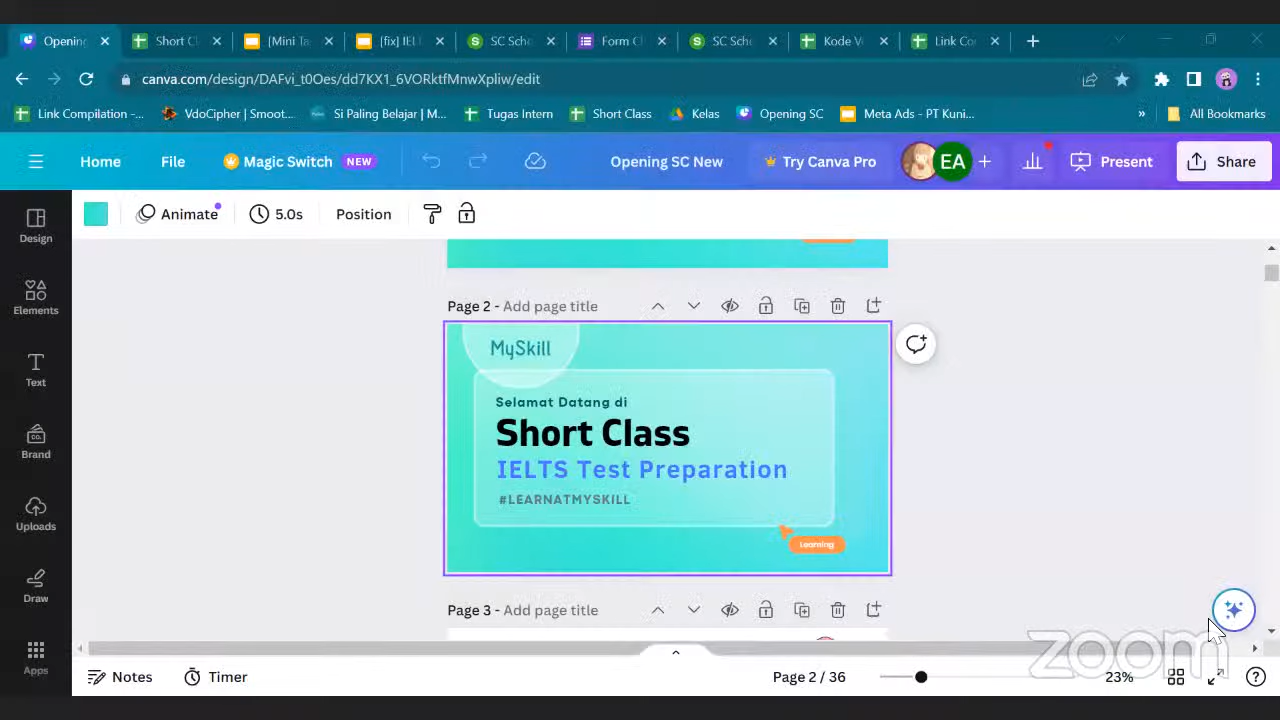 Opening
Short C
[Mini Ta
[fix] IEL
SC Sch
Form C
SC Sch
Kode V
Link Co
canva.com/design/DAFvi_t0Oes/dd7KX1_6VORktfMnwXpliw/edit
Link Compilation -...
VdoCipher | Smoot...
Si Paling Belajar | M...
Tugas Intern
Short Class
Kelas
Opening SC
Meta Ads - PT Kuni...
»
All Bookmarks
Home
File
Magic Switch NEW
Opening SC New
Try Canva Pro
EA
Present
Share
Animate
5.0s
Position
Design
Elements
Text
Brand
Uploads
Draw
Apps
Page 2 - Add page title
MySkill
Selamat Datang di
Short Class
IELTS Test Preparation
#LEARNATMYSKILL
Learning
Page 3 - Add page title
zoom
Notes
Timer
Page 2 / 36
23%